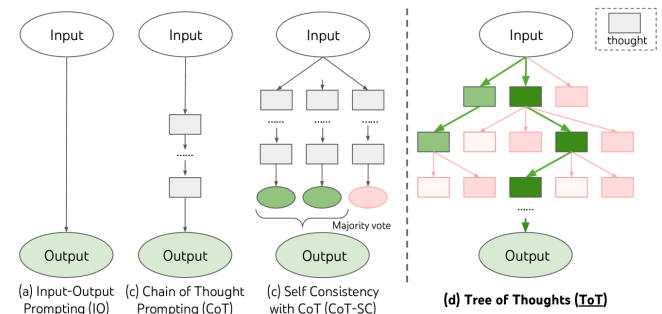 Input
Input
Input
Input
thought
......
......
......
......
......
Majority vote
Output
Output
Output
Output
(a) Input-Output
Prompting (IO)
(c) Chain of Thought
Prompting (CoT)
(c) Self Consistency
with CoT (CoT-SC)
(d) Tree of Thoughts (ToT)